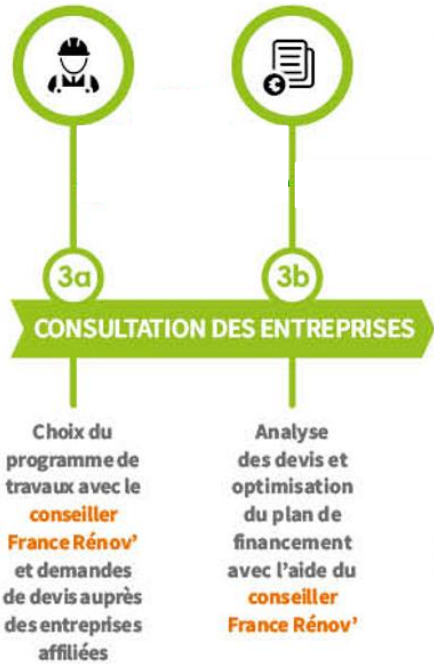 3a
3b
CONSULTATION DES ENTREPRISES
Choix du
programme de
travaux avec le
conseiller
France Rénov’
et demandes
de devis auprès
des entreprises
affiliées
Analyse
des devis et
optimisation
du plan de
financement
avec l’aide du
conseiller
France Rénov’